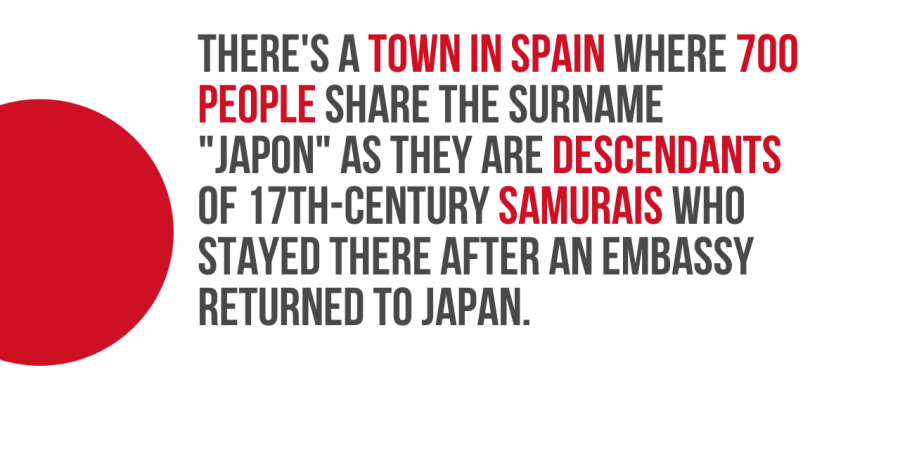 THERE'S A TOWN IN SPAIN WHERE 700
PEOPLE SHARE THE SURNAME
"JAPON" AS THEY ARE DESCENDANTS
OF 17TH-CENTURY SAMURAIS WHO
STAYED THERE AFTER AN EMBASSY
RETURNED TO JAPAN.